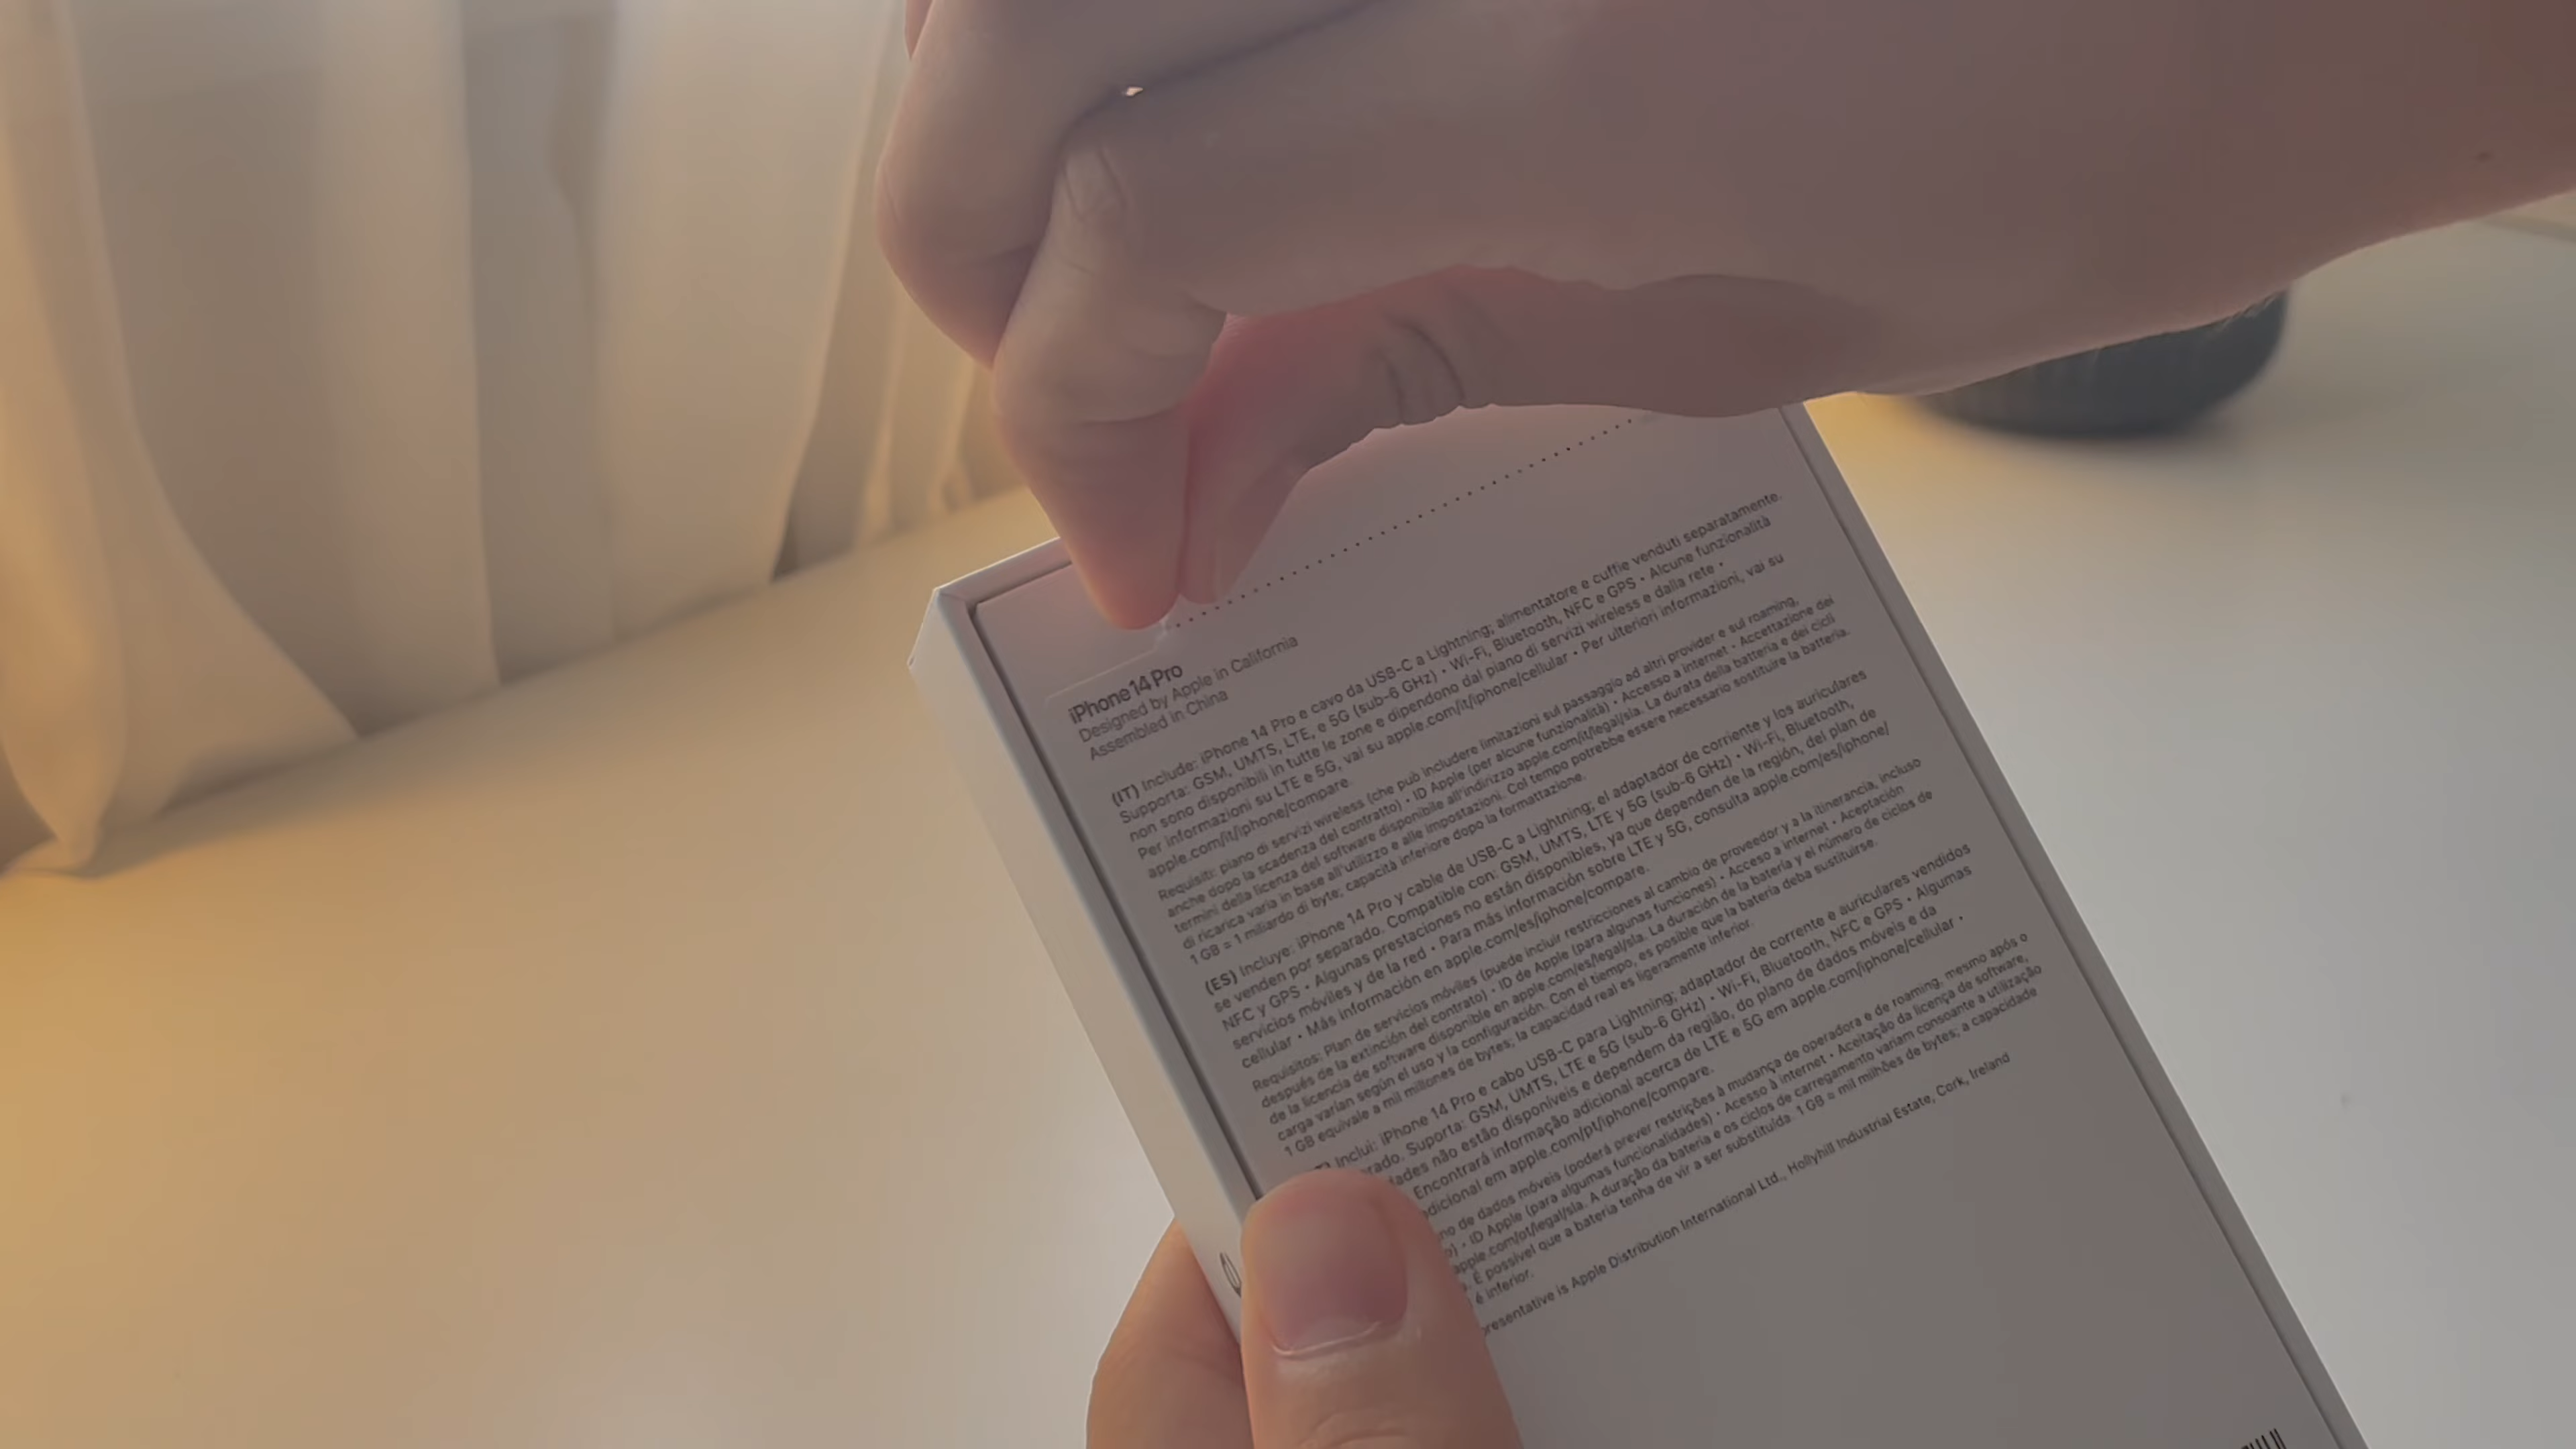 iPhone 14 Pro
Designed by Apple in California
Assembled in China
(IT) Include: iPhone 14 Pro e cavo da USB-C a Lightning; alimentatore e cuffie venduti separatamente.
Supporta: GSM, UMTS, LTE, e 5G (sub-6 GHz) • Wi-Fi, Bluetooth, NFC e GPS • Alcune funzionalità
non sono disponibili in tutte le zone e dipendono dal piano di servizi wireless e dalla rete •
Per informazioni su LTE e 5G, vai su apple.com/it/iphone/cellular • Per ulteriori informazioni, vai su
apple.com/it/iphone/compare.
Requisiti: piano di servizi wireless (che può includere limitazioni sul passaggio ad altri provider e sul roaming,
anche dopo la scadenza del contratto) • ID Apple (per alcune funzionalità) • Accesso a internet • Accettazione dei
termini della licenza del software disponibile all'indirizzo apple.com/it/legal/sla. La durata della batteria e dei cicli
di ricarica varia in base all'utilizzo e alle impostazioni. Col tempo potrebbe essere necessario sostituire la batteria.
1 GB = 1 miliardo di byte; capacità inferiore dopo la formattazione.
(ES) Incluye: iPhone 14 Pro y cable de USB-C a Lightning; el adaptador de corriente y los auriculares
se venden por separado. Compatible con: GSM, UMTS, LTE y 5G (sub-6 GHz) • Wi-Fi, Bluetooth,
NFC y GPS • Algunas prestaciones no están disponibles, ya que dependen de la región, del plan de
servicios móviles y de la red • Para más información sobre LTE y 5G, consulta apple.com/es/iphone/
cellular • Más información en apple.com/es/iphone/compare.
Requisitos: Plan de servicios móviles (puede incluir restricciones al cambio de proveedor y a la itinerancia, incluso
después de la extinción del contrato) • ID de Apple (para algunas funciones) • Acceso a internet • Aceptación
de la licencia de software disponible en apple.com/es/legal/sla. La duración de la batería y el número de ciclos de
carga varían según el uso y la configuración. Con el tiempo, es posible que la batería deba sustituirse.
1 GB equivale a mil millones de bytes; la capacidad real es ligeramente inferior.
Inclui: iPhone 14 Pro e cabo USB-C para Lightning; adaptador de corrente e auriculares vendidos
Suporta: GSM, UMTS, LTE e 5G (sub-6 GHz) • Wi-Fi, Bluetooth, NFC e GPS • Algumas
não estão disponíveis e dependem da região, do plano de dados móveis e da
Encontrará informação adicional acerca de LTE e 5G em apple.com/iphone/cellular •
em apple.com/pt/iphone/compare.
de dados móveis (poderá prever restrições à mudança de operadora e de roaming, mesmo após o
• ID Apple (para algumas funcionalidades) • Acesso à internet • Aceitação da licença de software,
apple.com/pt/legal/sla. A duração da bateria e os ciclos de carregamento variam consoante a utilização
É possível que a bateria tenha de vir a ser substituída. 1 GB = mil milhões de bytes; a capacidade
é inferior.
is Apple Distribution International Ltd., Hollyhill Industrial Estate, Cork, Ireland